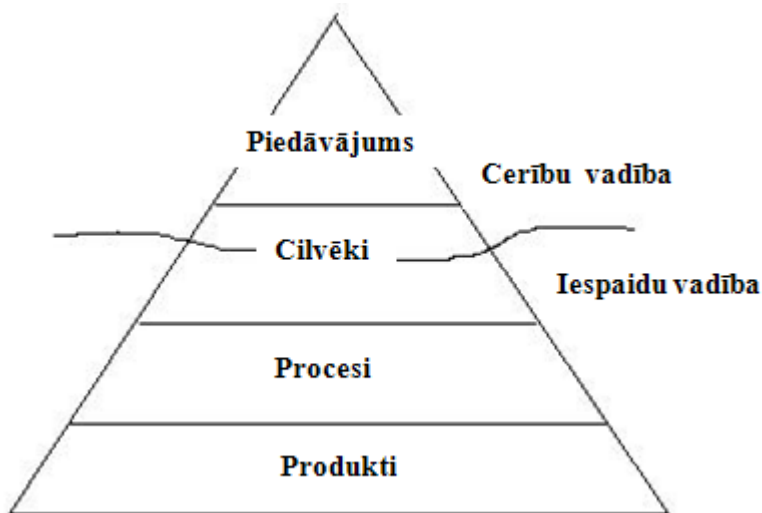 Piedāvājums
Cerību vadība
Cilvēki
Iespaidu vadība
Procesi
Produkti